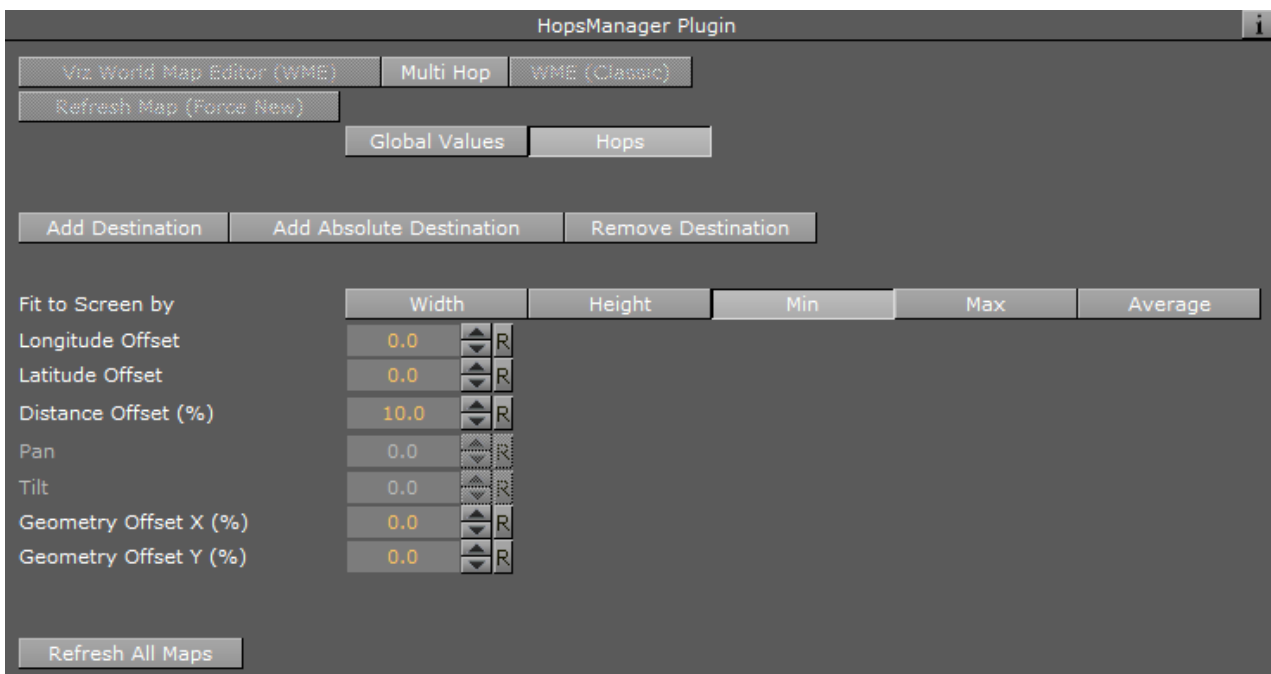 HopsManager Plugin i
Viz World Map Editor (WME) Multi Hop WME (Classic)
Refresh Map (Force New)
Global Values Hops
Add Destination Add Absolute Destination Remove Destination
Fit to Screen by Width Height Min Max Average
Longitude Offset 0.0 R
Latitude Offset 0.0 R
Distance Offset (%) 10.0 R
Pan 0.0 R
Tilt 0.0 R
Geometry Offset X (%) 0.0 R
Geometry Offset Y (%) 0.0 R
Refresh All Maps